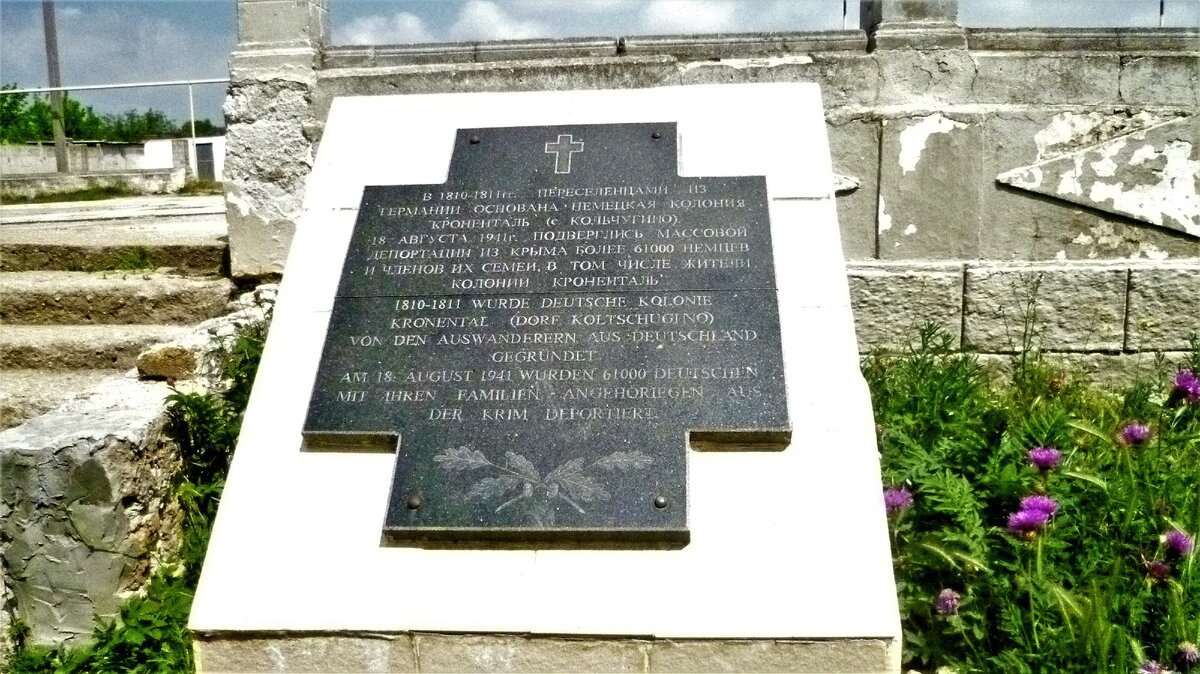 В 1810-1811гг. ПЕРЕСЕЛЕНЦАМИ ИЗ
ГЕРМАНИИ ОСНОВАНА НЕМЕЦКАЯ КОЛОНИЯ
КРОНЕНТАЛЬ (с КОЛЬЧУГИНО).
18 АВГУСТА 1941г. ПОДВЕРГЛИСЬ МАССОВОЙ
ДЕПОРТАЦИИ ИЗ КРЫМА БОЛЕЕ 61000 НЕМЦЕВ
И ЧЛЕНОВ ИХ СЕМЕЙ, В ТОМ ЧИСЛЕ ЖИТЕЛИ
КОЛОНИИ КРОНЕНТАЛЬ
1810-1811 WURDE DEUTSCHE KOLONIE
KRONENTAL (DORF KOLTSCHUGINO)
VON DEN AUSWANDERERN AUS DEUTSCHLAND
GEGRÜNDET.
AM 18. AUGUST 1941 WURDEN 61000 DEUTSCHEN
MIT IHREN FAMILIEN - ANGEHÖRIEGEN AUS
DER KRIM DEPORTIERT.